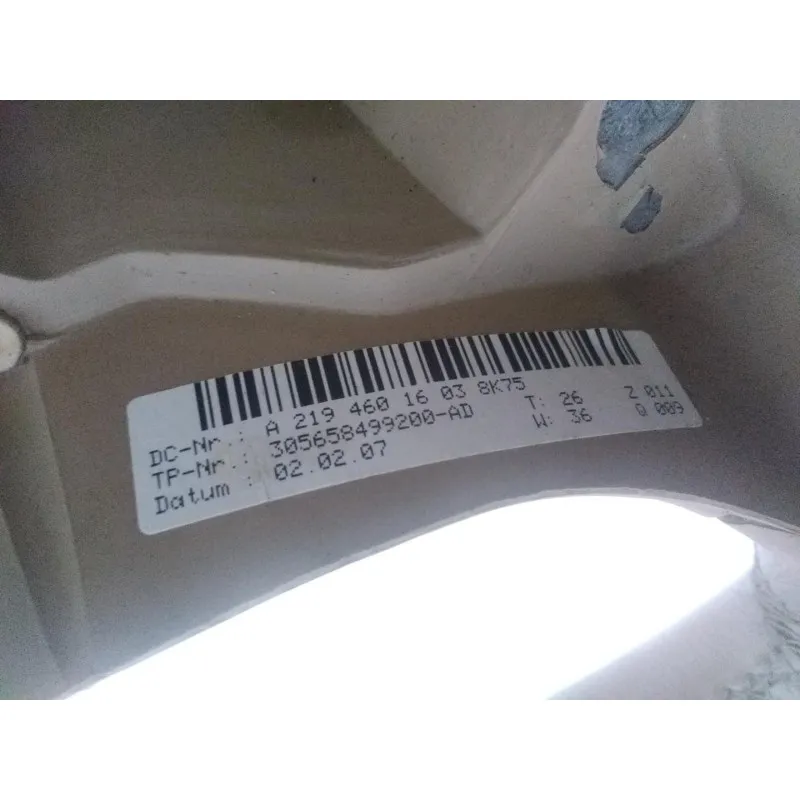 DC-Nr.: A 219 460 16 03 8K75 T: 26 Z 011
TP-Nr.: 305658499200-AD W: 36 Q 009
Datum : 02.02.07